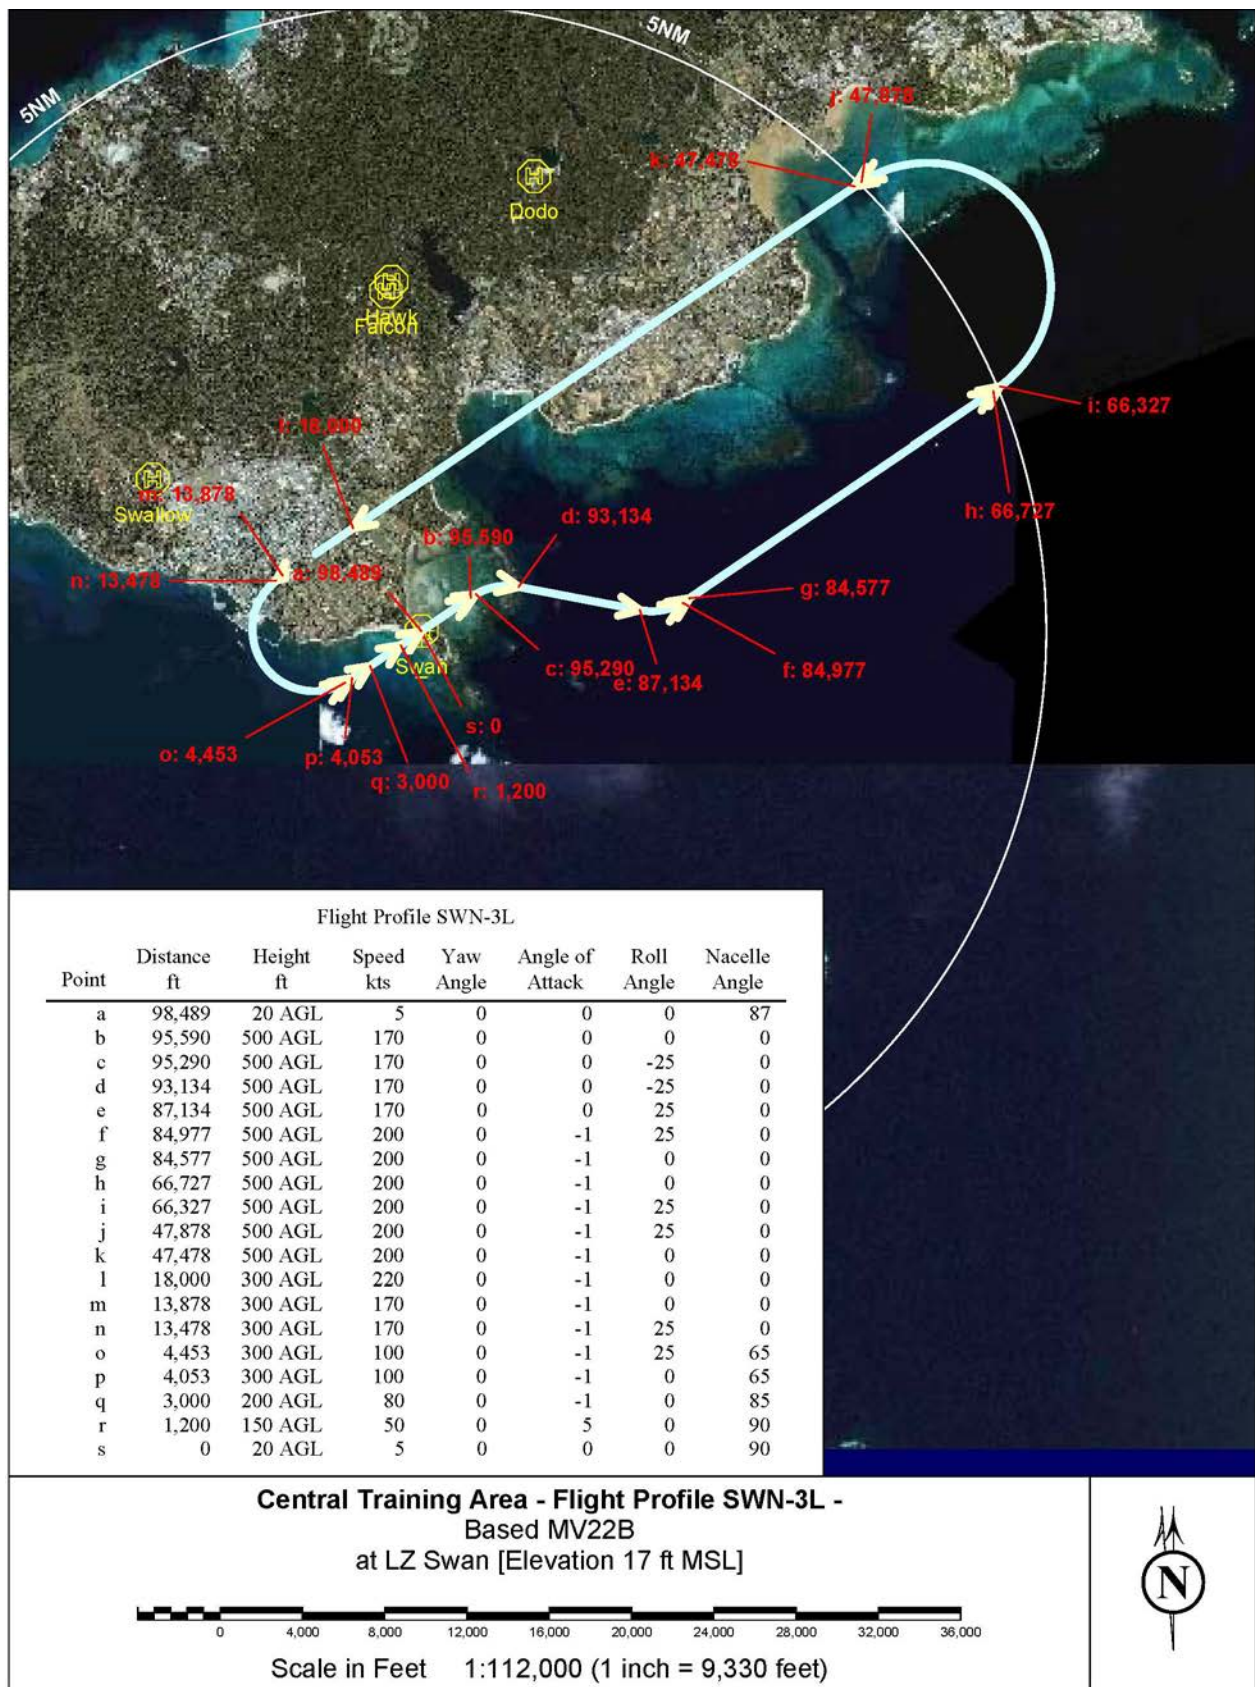 5NM
5NM
j: 47,878
k: 47,478
Dodo
Hawk
Falcon
i: 66,327
l: 18,000
h: 66,727
m: 13,878
Swallow
d: 93,134
b: 95,590
n: 13,478
a: 98,489
g: 84,577
c: 95,290
f: 84,977
e: 87,134
Swan
s: 0
o: 4,453
p: 4,053
q: 3,000
r: 1,200
Flight Profile SWN-3L
Distance Height Speed Yaw Angle of Roll Nacelle
Point ft ft kts Angle Attack Angle Angle
a 98,489 20 AGL 5 0 0 0 87
b 95,590 500 AGL 170 0 0 0 0
c 95,290 500 AGL 170 0 0 -25 0
d 93,134 500 AGL 170 0 0 -25 0
e 87,134 500 AGL 170 0 0 25 0
f 84,977 500 AGL 200 0 -1 25 0
g 84,577 500 AGL 200 0 -1 0 0
h 66,727 500 AGL 200 0 -1 0 0
i 66,327 500 AGL 200 0 -1 25 0
j 47,878 500 AGL 200 0 -1 25 0
k 47,478 500 AGL 200 0 -1 0 0
l 18,000 300 AGL 220 0 -1 0 0
m 13,878 300 AGL 170 0 -1 0 0
n 13,478 300 AGL 170 0 -1 25 0
o 4,453 300 AGL 100 0 -1 25 65
p 4,053 300 AGL 100 0 -1 0 65
q 3,000 200 AGL 80 0 -1 0 85
r 1,200 150 AGL 50 0 5 0 90
s 0 20 AGL 5 0 0 0 90
Central Training Area - Flight Profile SWN-3L -
Based MV22B
at LZ Swan [Elevation 17 ft MSL]
0 4,000 8,000 12,000 16,000 20,000 24,000 28,000 32,000 36,000
Scale in Feet 1:112,000 (1 inch = 9,330 feet)
N